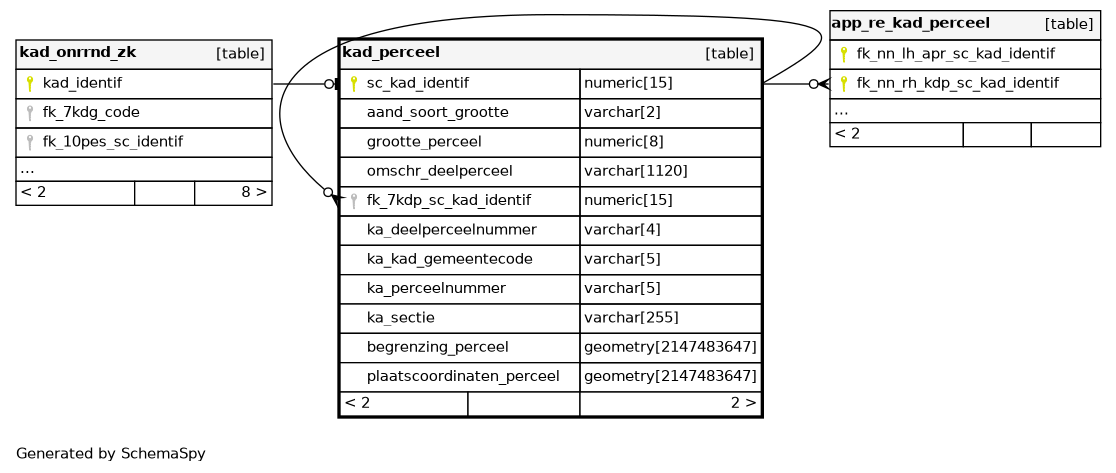 kad_onrrnd_zk [table]
kad_identif
fk_7kdg_code
fk_10pes_sc_identif
...
< 2 8 >
kad_perceel [table]
sc_kad_identif numeric[15]
aand_soort_grootte varchar[2]
grootte_perceel numeric[8]
omschr_deelperceel varchar[1120]
fk_7kdp_sc_kad_identif numeric[15]
ka_deelperceelnummer varchar[4]
ka_kad_gemeentecode varchar[5]
ka_perceelnummer varchar[5]
ka_sectie varchar[255]
begrenzing_perceel geometry[2147483647]
plaatscoordinaten_perceel geometry[2147483647]
< 2 2 >
app_re_kad_perceel [table]
fk_nn_lh_apr_sc_kad_identif
fk_nn_rh_kdp_sc_kad_identif
...
< 2
Generated by SchemaSpy